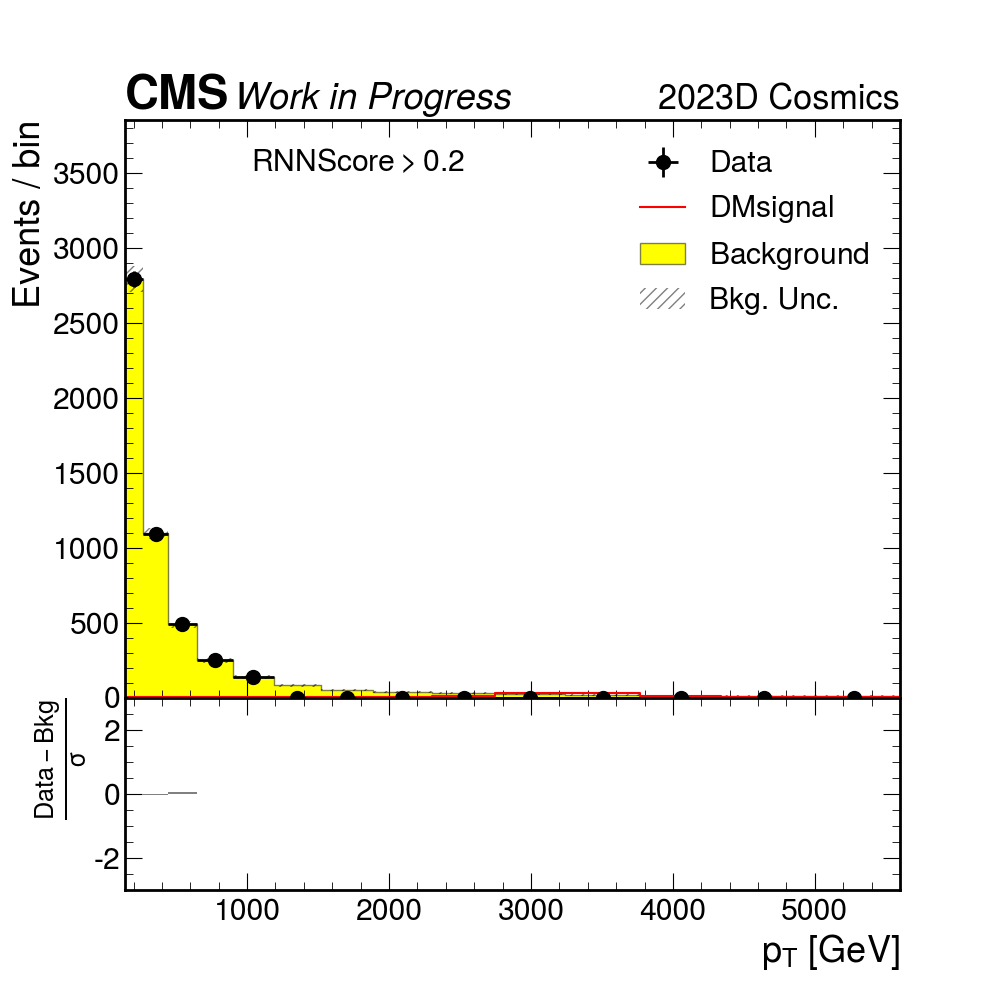 CMS Work in Progress 2023D Cosmics
Events / bin
RNNScore > 0.2
Data
DMsignal
Background
Bkg. Unc.
3500
3000
2500
2000
1500
1000
500
0
Data – Bkg
σ
2
0
-2
1000 2000 3000 4000 5000
pT [GeV]